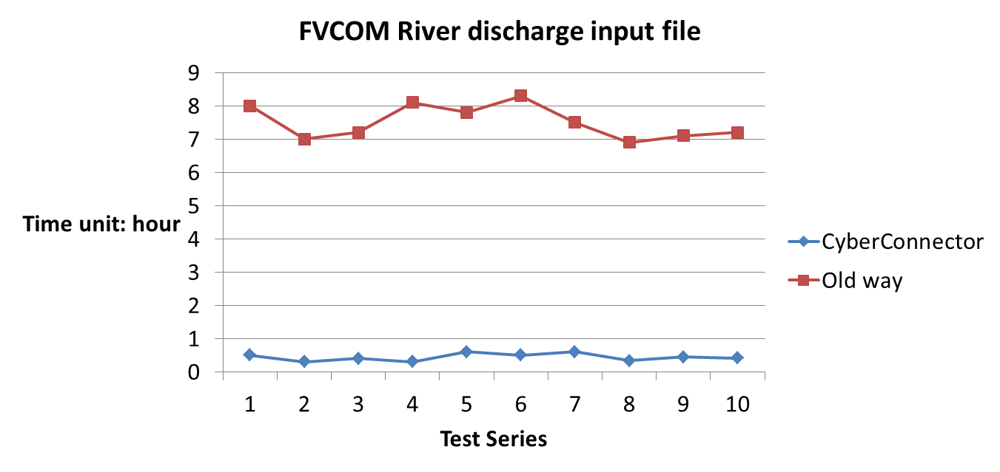 FVCOM River discharge input file
9
8
7
6
5
4
3
2
1
0
Time unit: hour
1 2 3 4 5 6 7 8 9 10
Test Series
CyberConnector
Old way